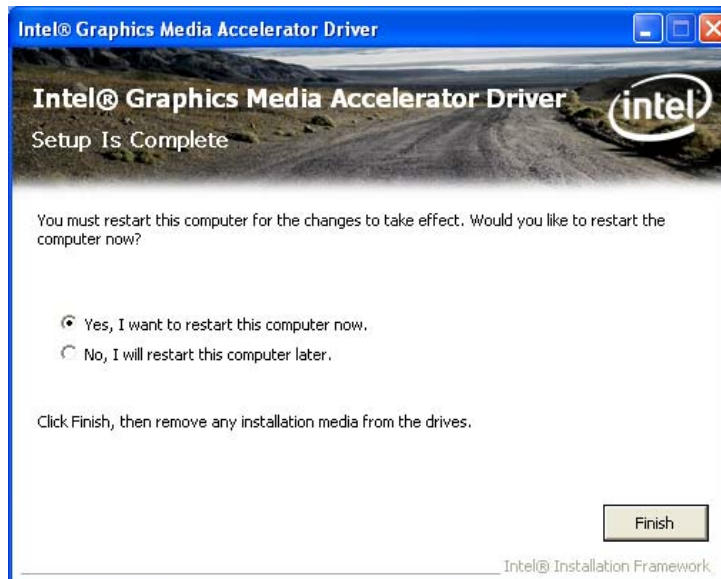 Intel® Graphics Media Accelerator Driver
Intel® Graphics Media Accelerator Driver
intel
Setup Is Complete
You must restart this computer for the changes to take effect. Would you like to restart the
computer now?
Yes, I want to restart this computer now.
No, I will restart this computer later.
Click Finish, then remove any installation media from the drives.
Finish
Intel® Installation Framework